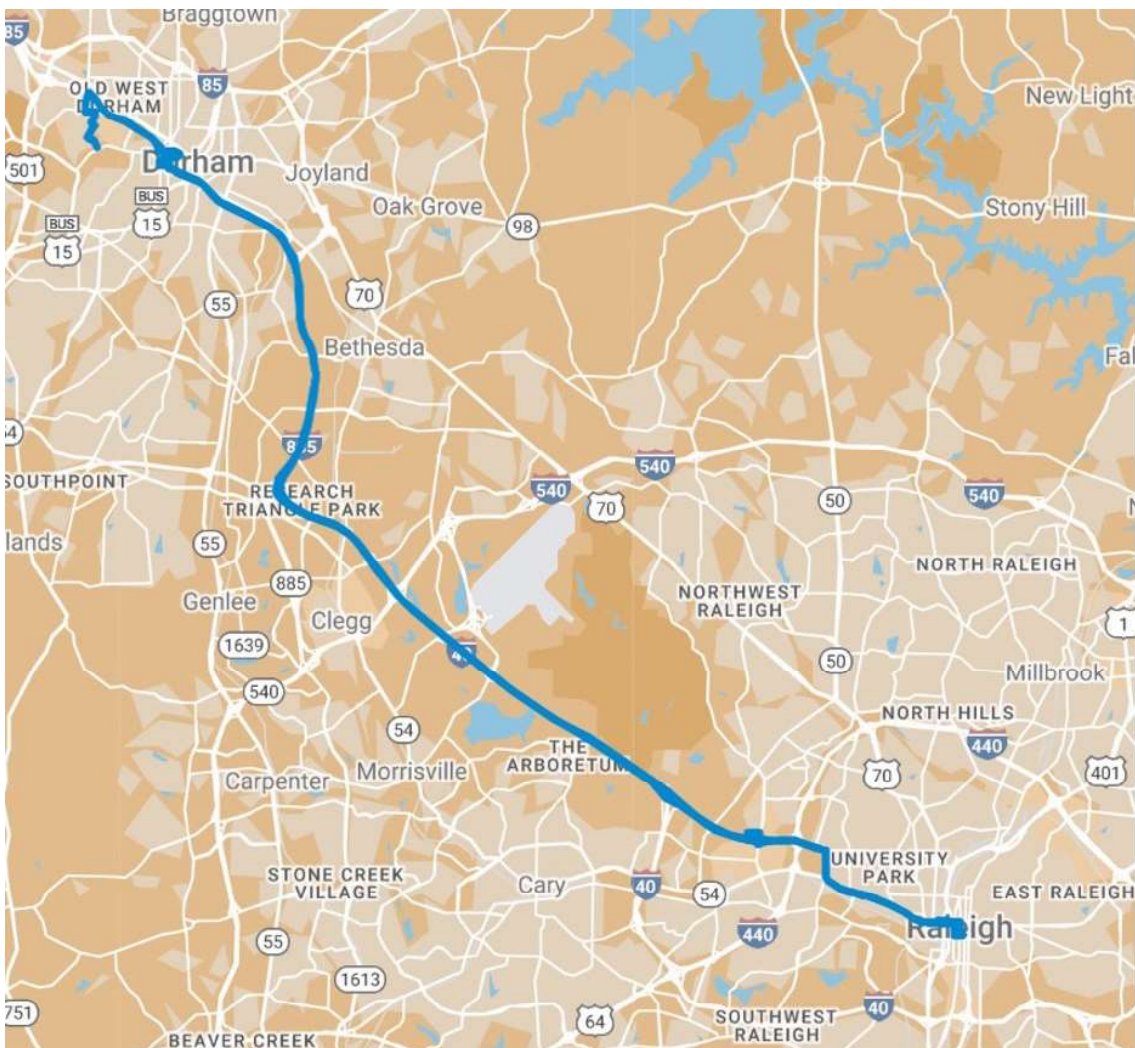 Braggtown
85
OLD WEST
DURHAM
85
New Light
501
Durham
Joyland
BUS
15
BUS
15
Oak Grove
98
Stony Hill
55
70
Bethesda
Fal
54
885
540
540
540
SOUTHPOINT
RESEARCH
TRIANGLE PARK
70
50
lands
55
NORTH RALEIGH
885
Genlee
Clegg
NORTHWEST
RALEIGH
1
1639
40
50
Millbrook
540
54
NORTH HILLS
440
THE
ARBORETUM
Carpenter
Morrisville
70
401
STONE CREEK
VILLAGE
Cary
40
54
UNIVERSITY
PARK
EAST RALEIGH
Raleigh
440
55
1613
40
751
64
SOUTHWEST
RALEIGH
BEAVER CREEK